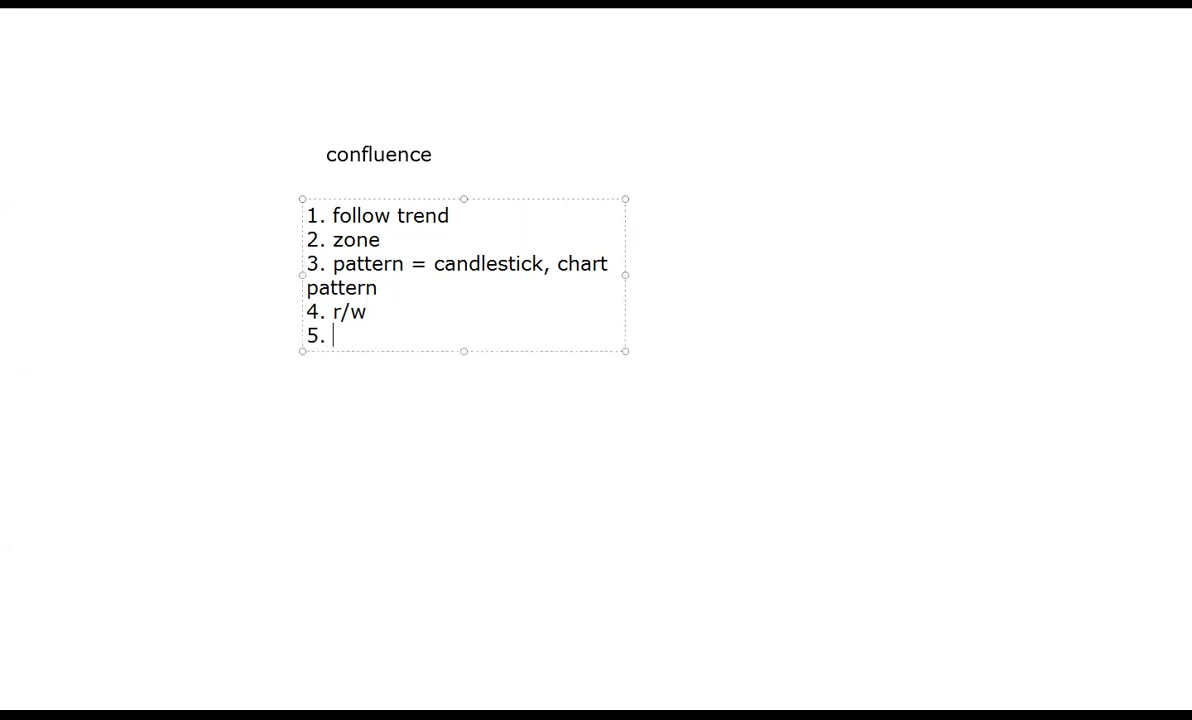 confluence
1. follow trend
2. zone
3. pattern = candlestick, chart
pattern
4. r/w
5.